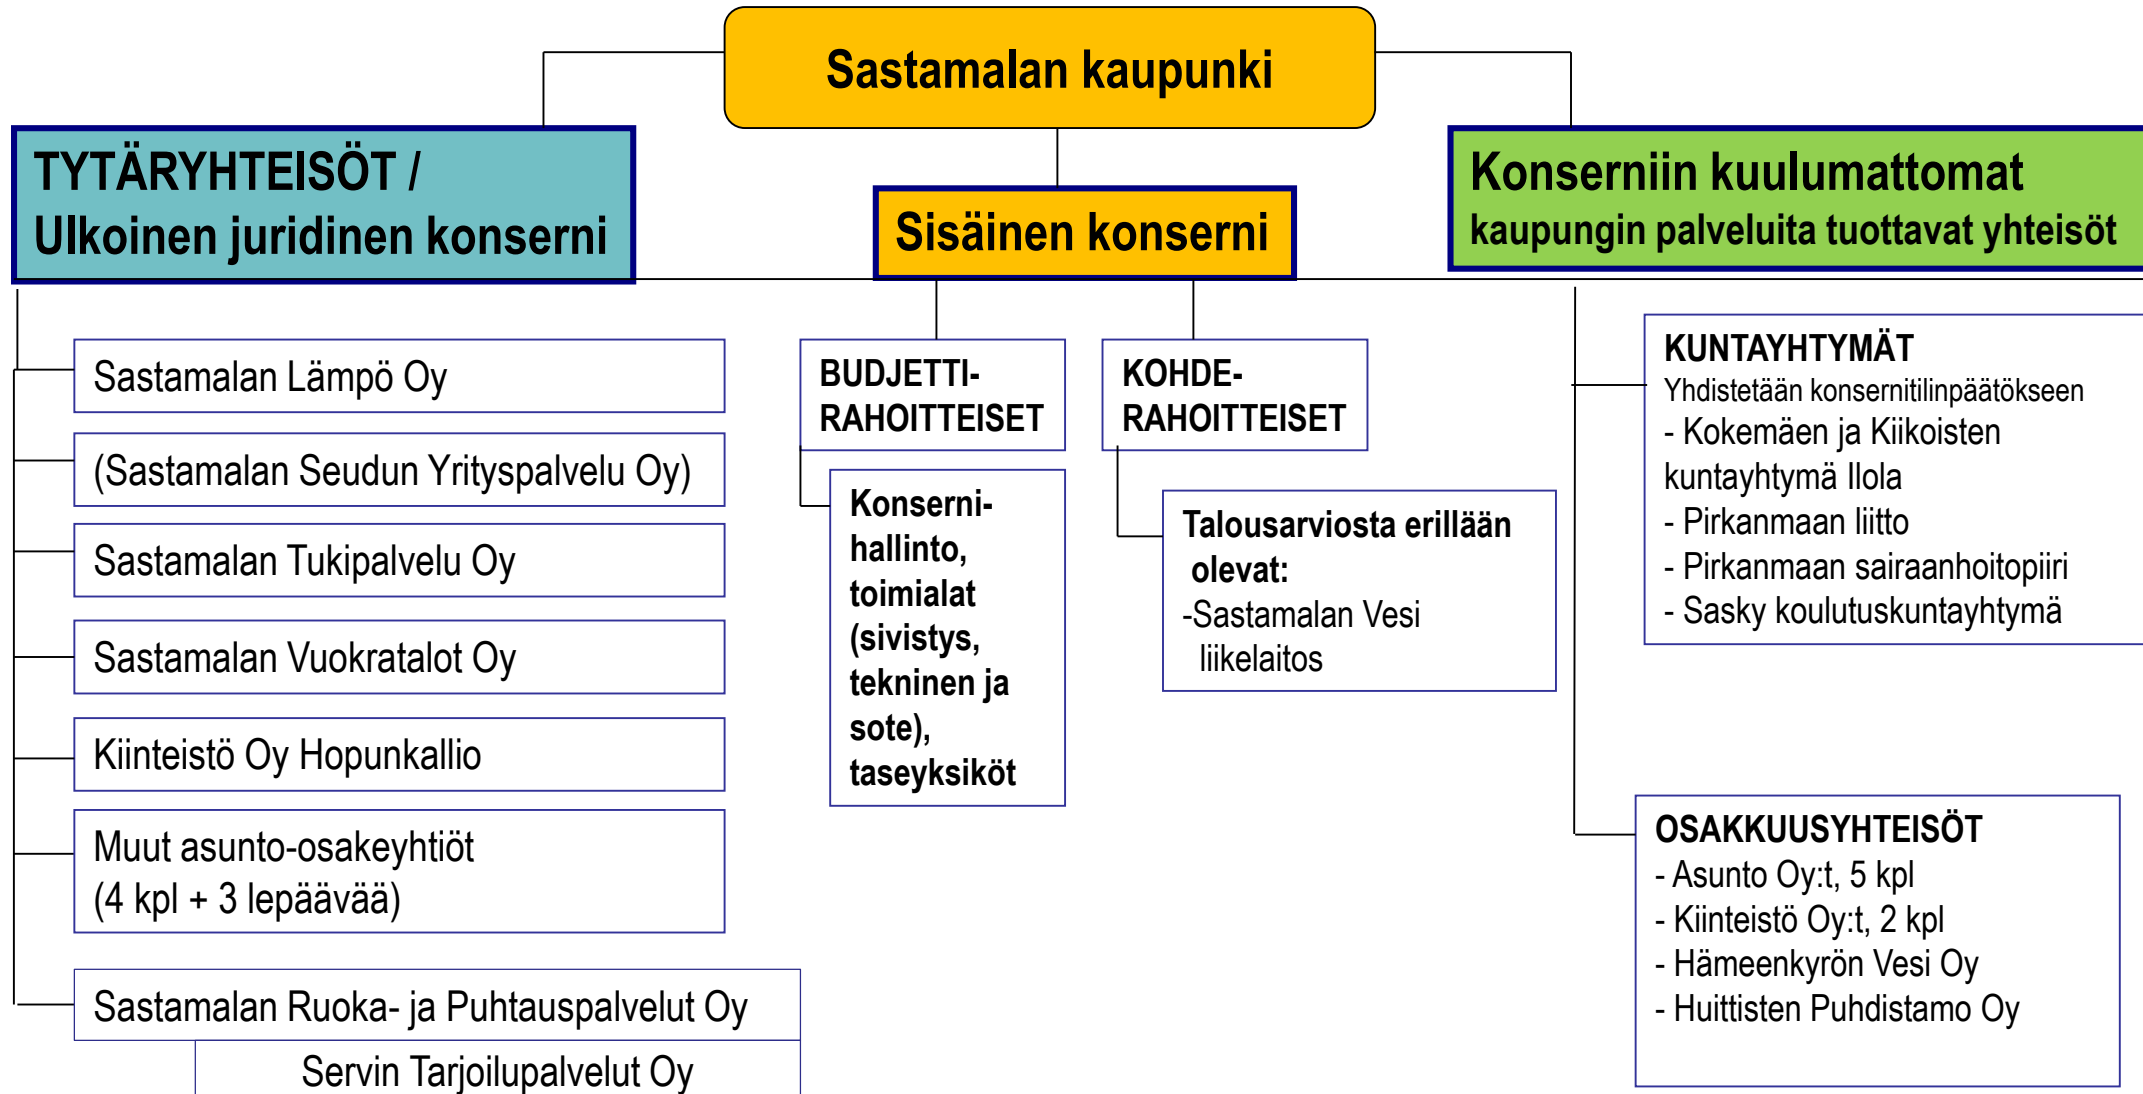 Sastamalan kaupunki
TYTÄRYHTEISÖT /
Ulkoinen juridinen konserni
Sisäinen konserni
Konserniin kuulumattomat
kaupungin palveluita tuottavat yhteisöt
Sastamalan Lämpö Oy
(Sastamalan Seudun Yrityspalvelu Oy)
Sastamalan Tukipalvelu Oy
Sastamalan Vuokratalot Oy
Kiinteistö Oy Hopunkallio
Muut asunto-osakeyhtiöt
(4 kpl + 3 lepäävää)
Sastamalan Ruoka- ja Puhtauspalvelut Oy
Servin Tarjoilupalvelut Oy
BUDJETTI-
RAHOITTEISET
Konserni-
hallinto,
toimialat
(sivistys,
tekninen ja
sote),
taseyksiköt
KOHDE-
RAHOITTEISET
Talousarviosta erillään
olevat:
-Sastamalan Vesi
liikelaitos
KUNTAYHTYMÄT
Yhdistetään konsernitilinpäätökseen
- Kokemäen ja Kiikoisten
kuntayhtymä Ilola
- Pirkanmaan liitto
- Pirkanmaan sairaanhoitopiiri
- Sasky koulutuskuntayhtymä
OSAKKUUSYHTEISÖT
- Asunto Oy:t, 5 kpl
- Kiinteistö Oy:t, 2 kpl
- Hämeenkyrön Vesi Oy
- Huittisten Puhdistamo Oy